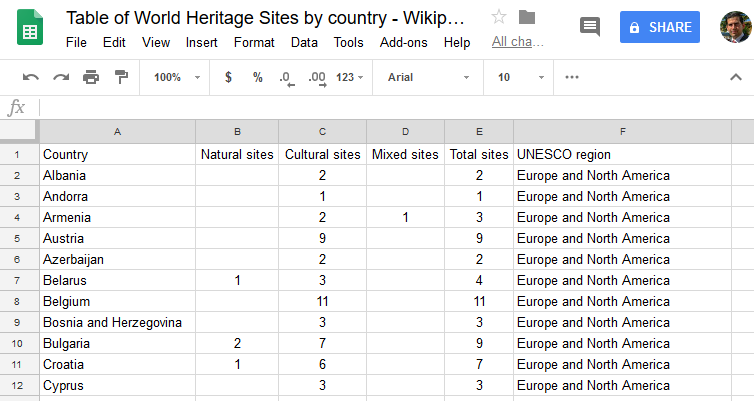 Table of World Heritage Sites by country - Wikip...
File Edit View Insert Format Data Tools Add-ons Help All cha...
SHARE
100% $ % .0 .00 123 Arial 10
fx
A B C D E F
1 Country Natural sites Cultural sites Mixed sites Total sites UNESCO region
2 Albania 2 2 Europe and North America
3 Andorra 1 1 Europe and North America
4 Armenia 2 1 3 Europe and North America
5 Austria 9 9 Europe and North America
6 Azerbaijan 2 2 Europe and North America
7 Belarus 1 3 4 Europe and North America
8 Belgium 11 11 Europe and North America
9 Bosnia and Herzegovina 3 3 Europe and North America
10 Bulgaria 2 7 9 Europe and North America
11 Croatia 1 6 7 Europe and North America
12 Cyprus 3 3 Europe and North America